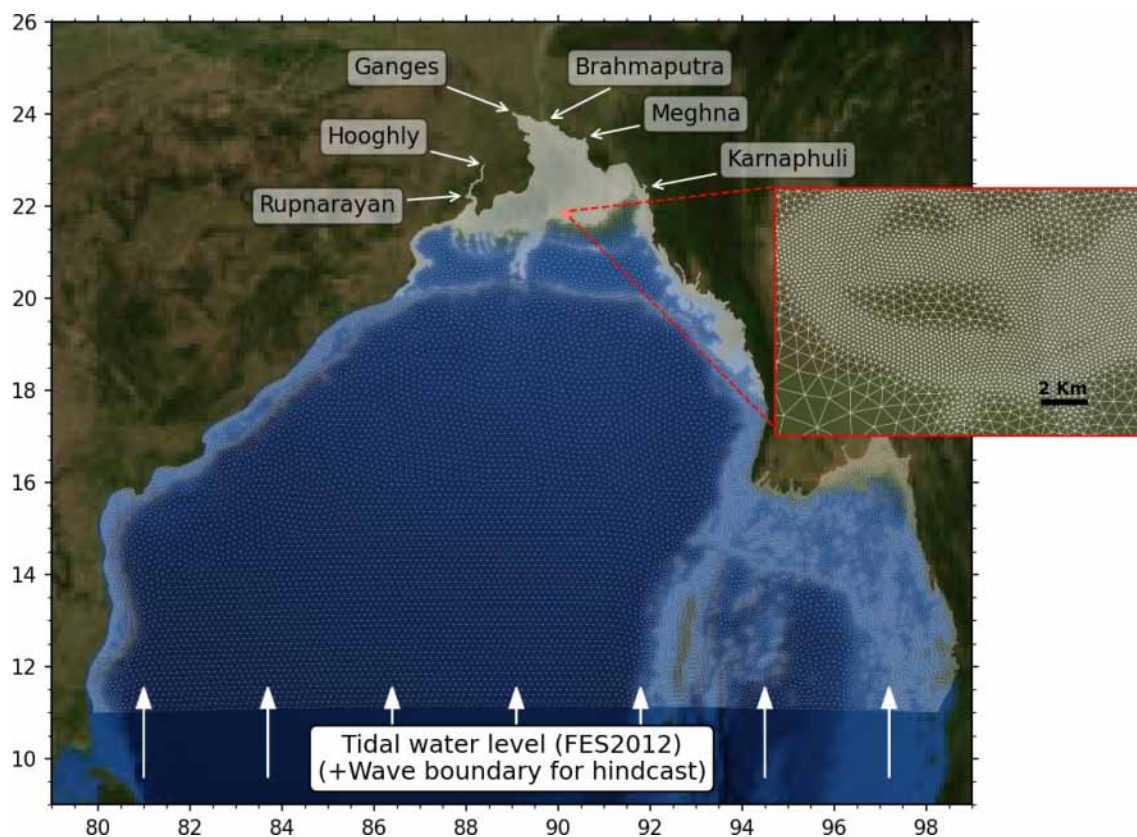 26
24
22
20
18
16
14
12
10
Ganges
Brahmaputra
Hooghly
Meghna
Rupnarayan
Karnaphuli
2 Km
Tidal water level (FES2012)
(+Wave boundary for hindcast)
80 82 84 86 88 90 92 94 96 98